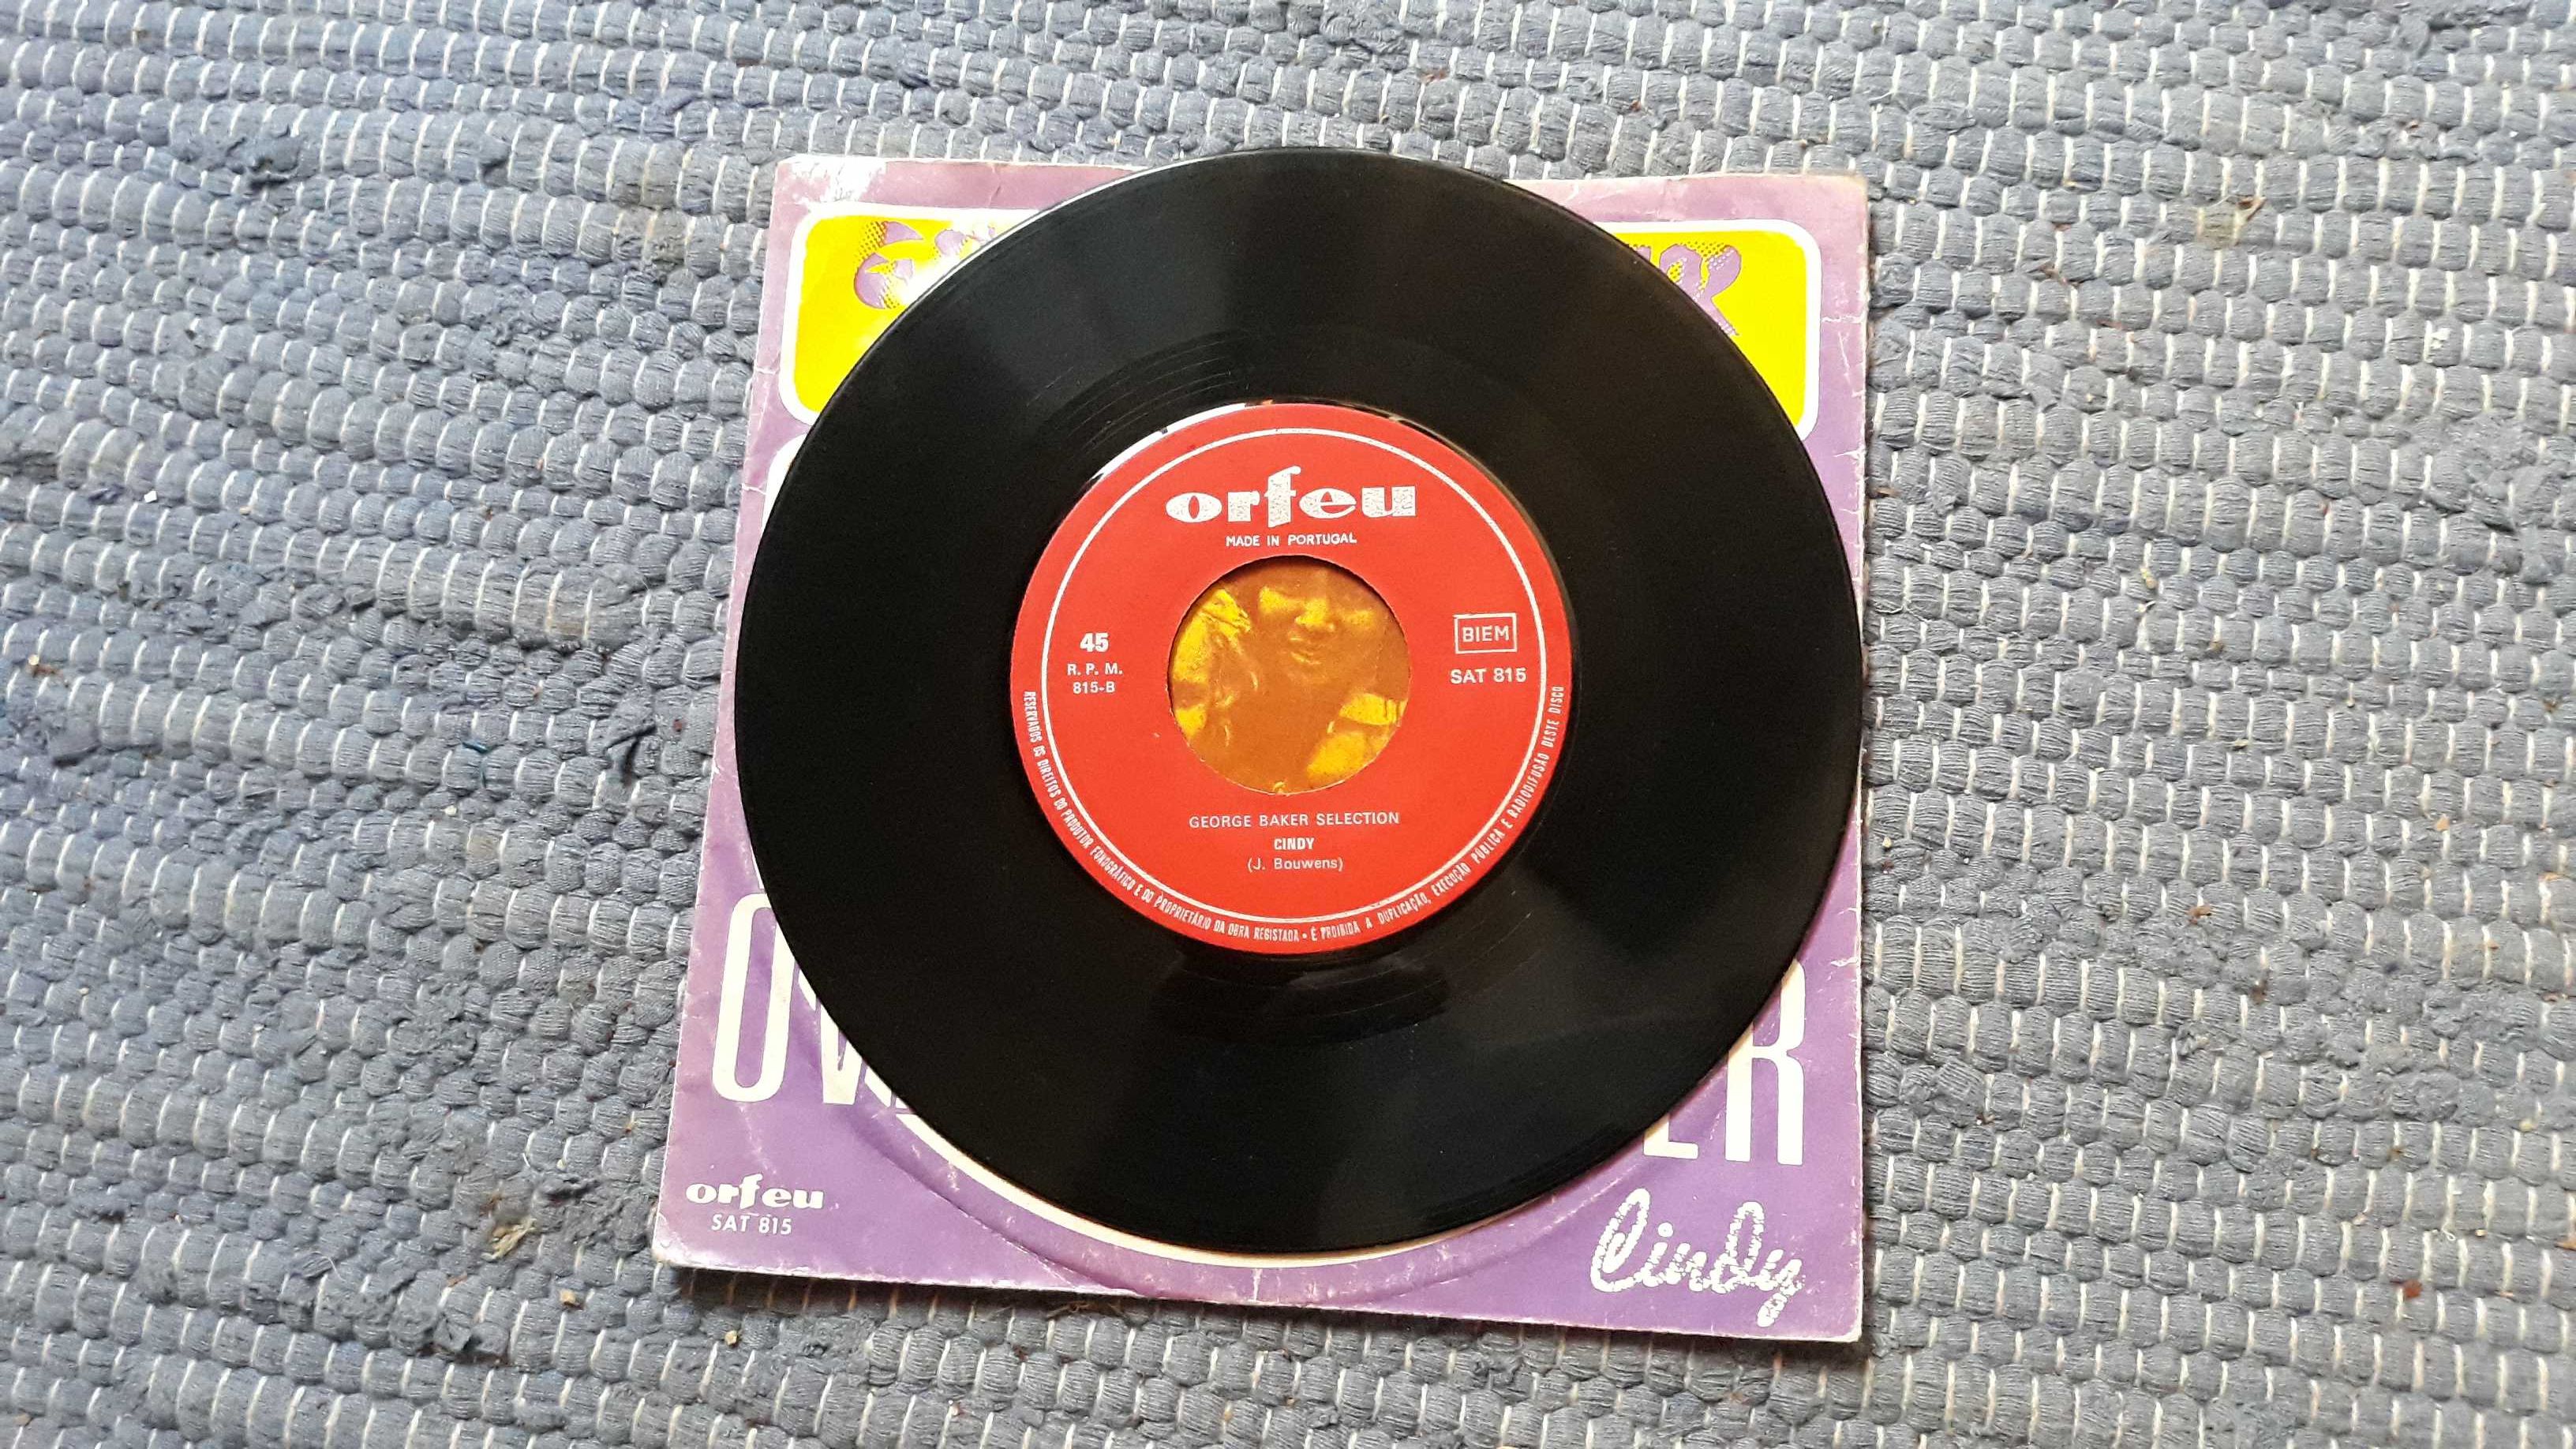 orfeu
MADE IN PORTUGAL
45
R. P. M.
815-B
BIEM
SAT 815
GEORGE BAKER SELECTION
CINDY
(J. Bouwens)
RESERVADOS OS DIREITOS DO PRODUTOR FONOGRÁFICO E DO PROPRIETÁRIO DA OBRA REGISTADA • É PROIBIDA A DUPLICAÇÃO, EXECUÇÃO PÚBLICA E RADIODIFUSÃO DESTE DISCO
orfeu
SAT 815
Cindy